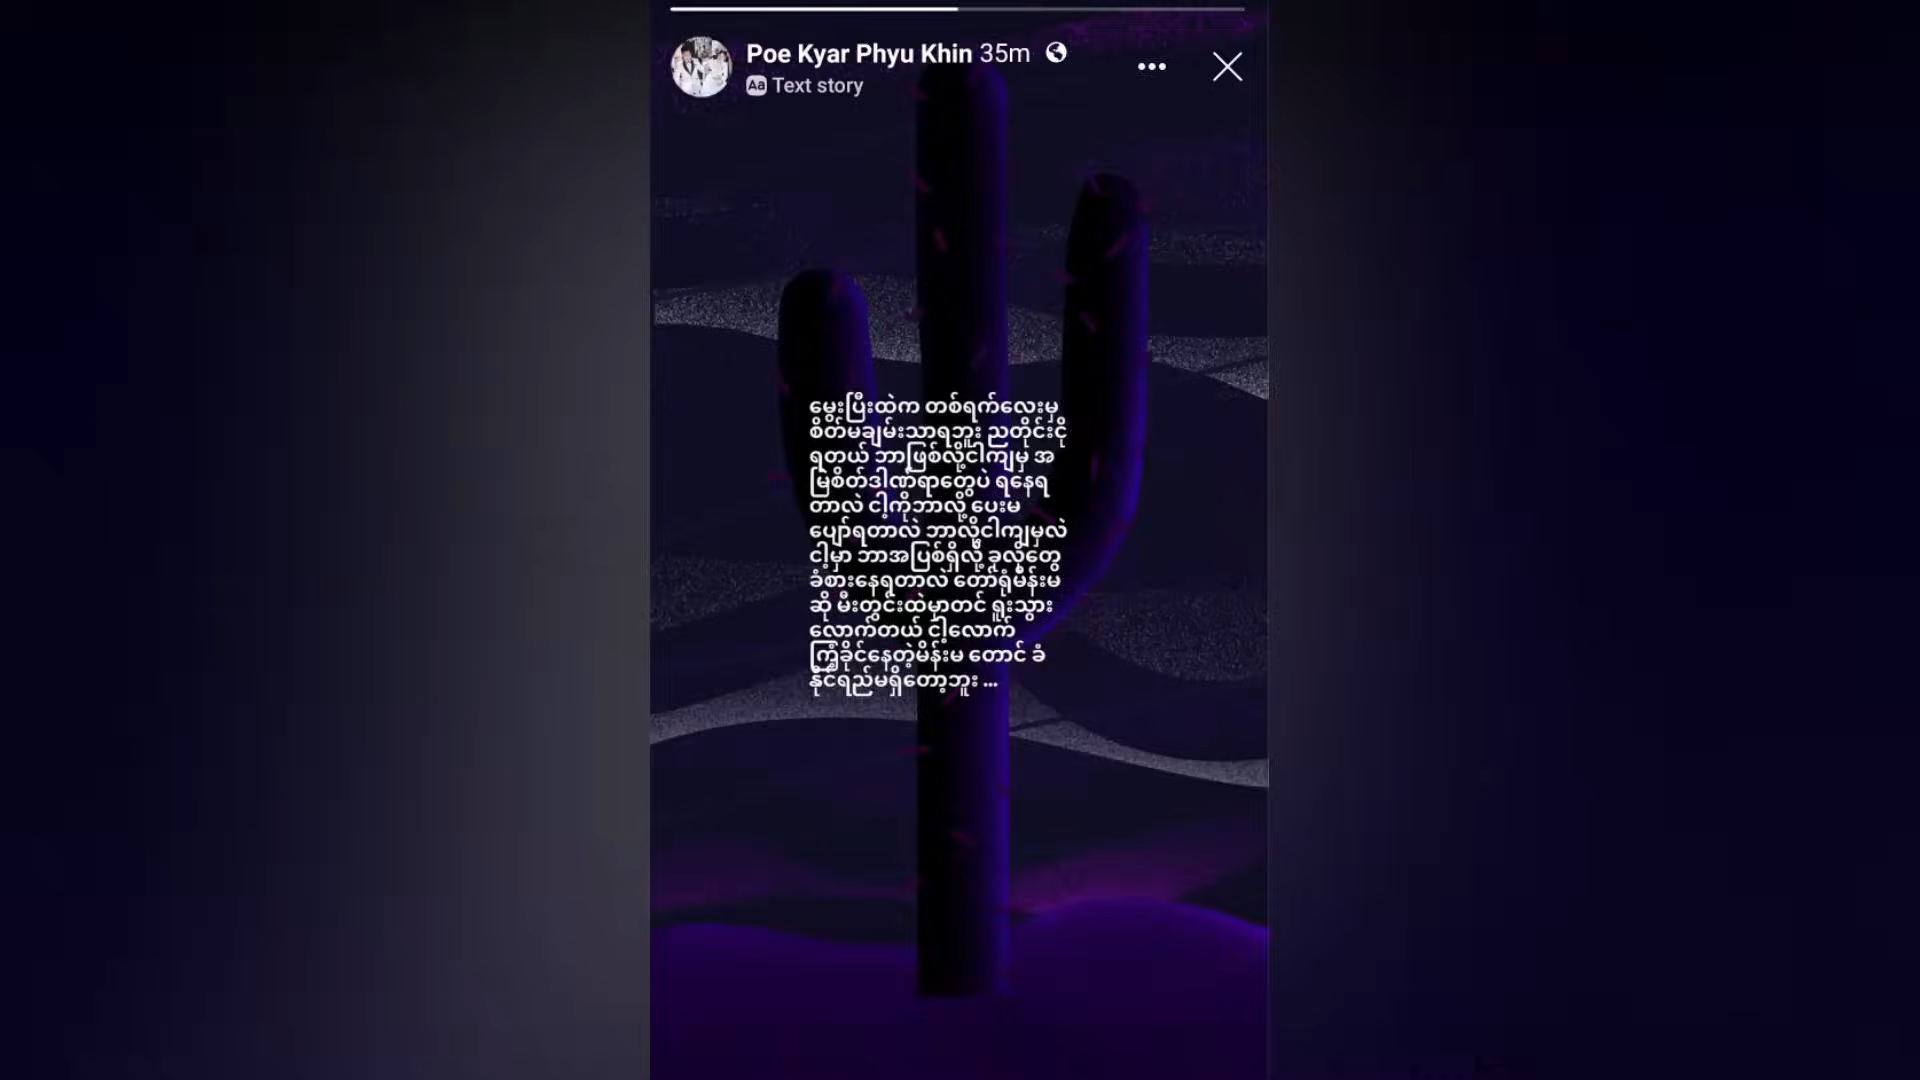 Poe Kyar Phyu Khin 35m
Aa Text story
မွေးပြီးထဲက တစ်ရက်လေးမှ
စိတ်မချမ်းသာရဘူး ညတိုင်းငို
ရတယ် ဘာဖြစ်လို့ငါကျမှ အ
မြဲစိတ်ဒါဏ်ရာတွေပဲ ရနေရ
တာလဲ ငါ့ကိုဘာလို့ ပေးမ
ပျော်ရတာလဲ ဘာလို့ငါကျမှလဲ
ငါ့မှာ ဘာအပြစ်ရှိလို့ ခုလိုတွေ
ခံစားနေရတာလဲ တော်ရုံမိန်းမ
ဆို မီးတွင်းထဲမှာတင် ရူးသွား
လောက်တယ် ငါ့လောက်
ကြံ့ခိုင်နေတဲ့မိန်းမ တောင် ခံ
နိုင်ရည်မရှိတော့ဘူး ...